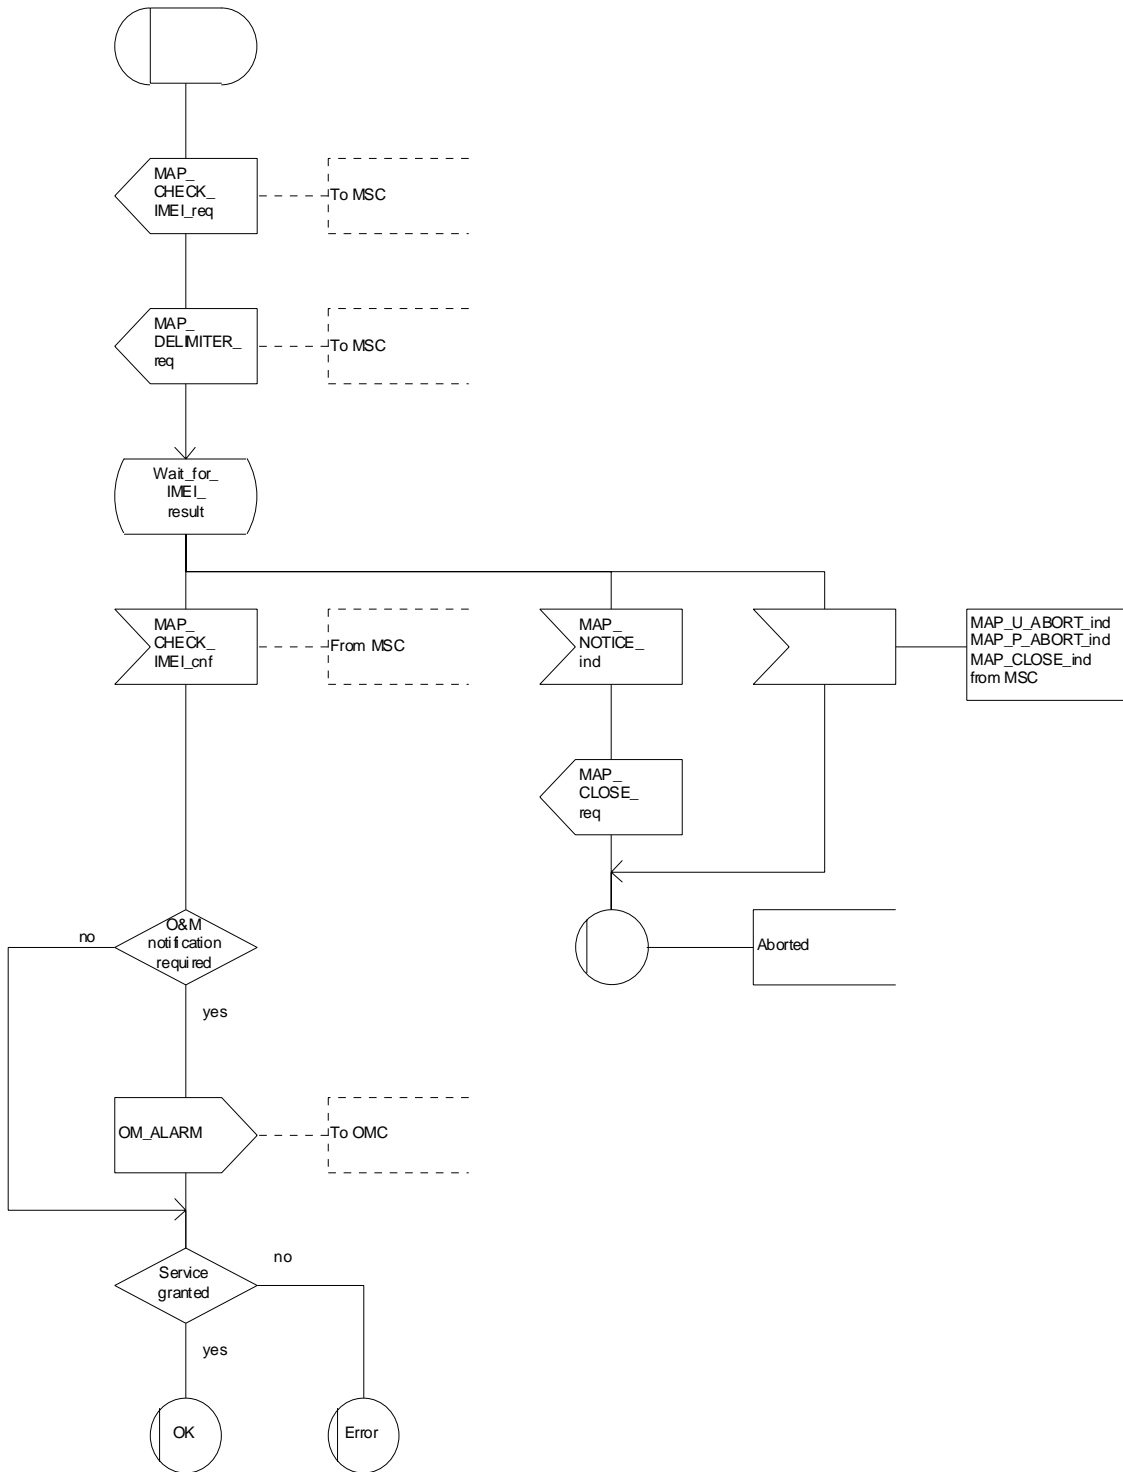 MAP_
CHECK_
IMEI_req
To MSC
MAP_
DELIMITER_
req
To MSC
Wait_for_
IMEI_
result
MAP_
CHECK_
IMEI_cnf
From MSC
MAP_
NOTICE_
ind
MAP_U_ABORT_ind
MAP_P_ABORT_ind
MAP_CLOSE_ind
from MSC
MAP_
CLOSE_
req
O&M
notification
required
no
yes
Aborted
OM_ALARM
To OMC
Service
granted
no
yes
OK
Error